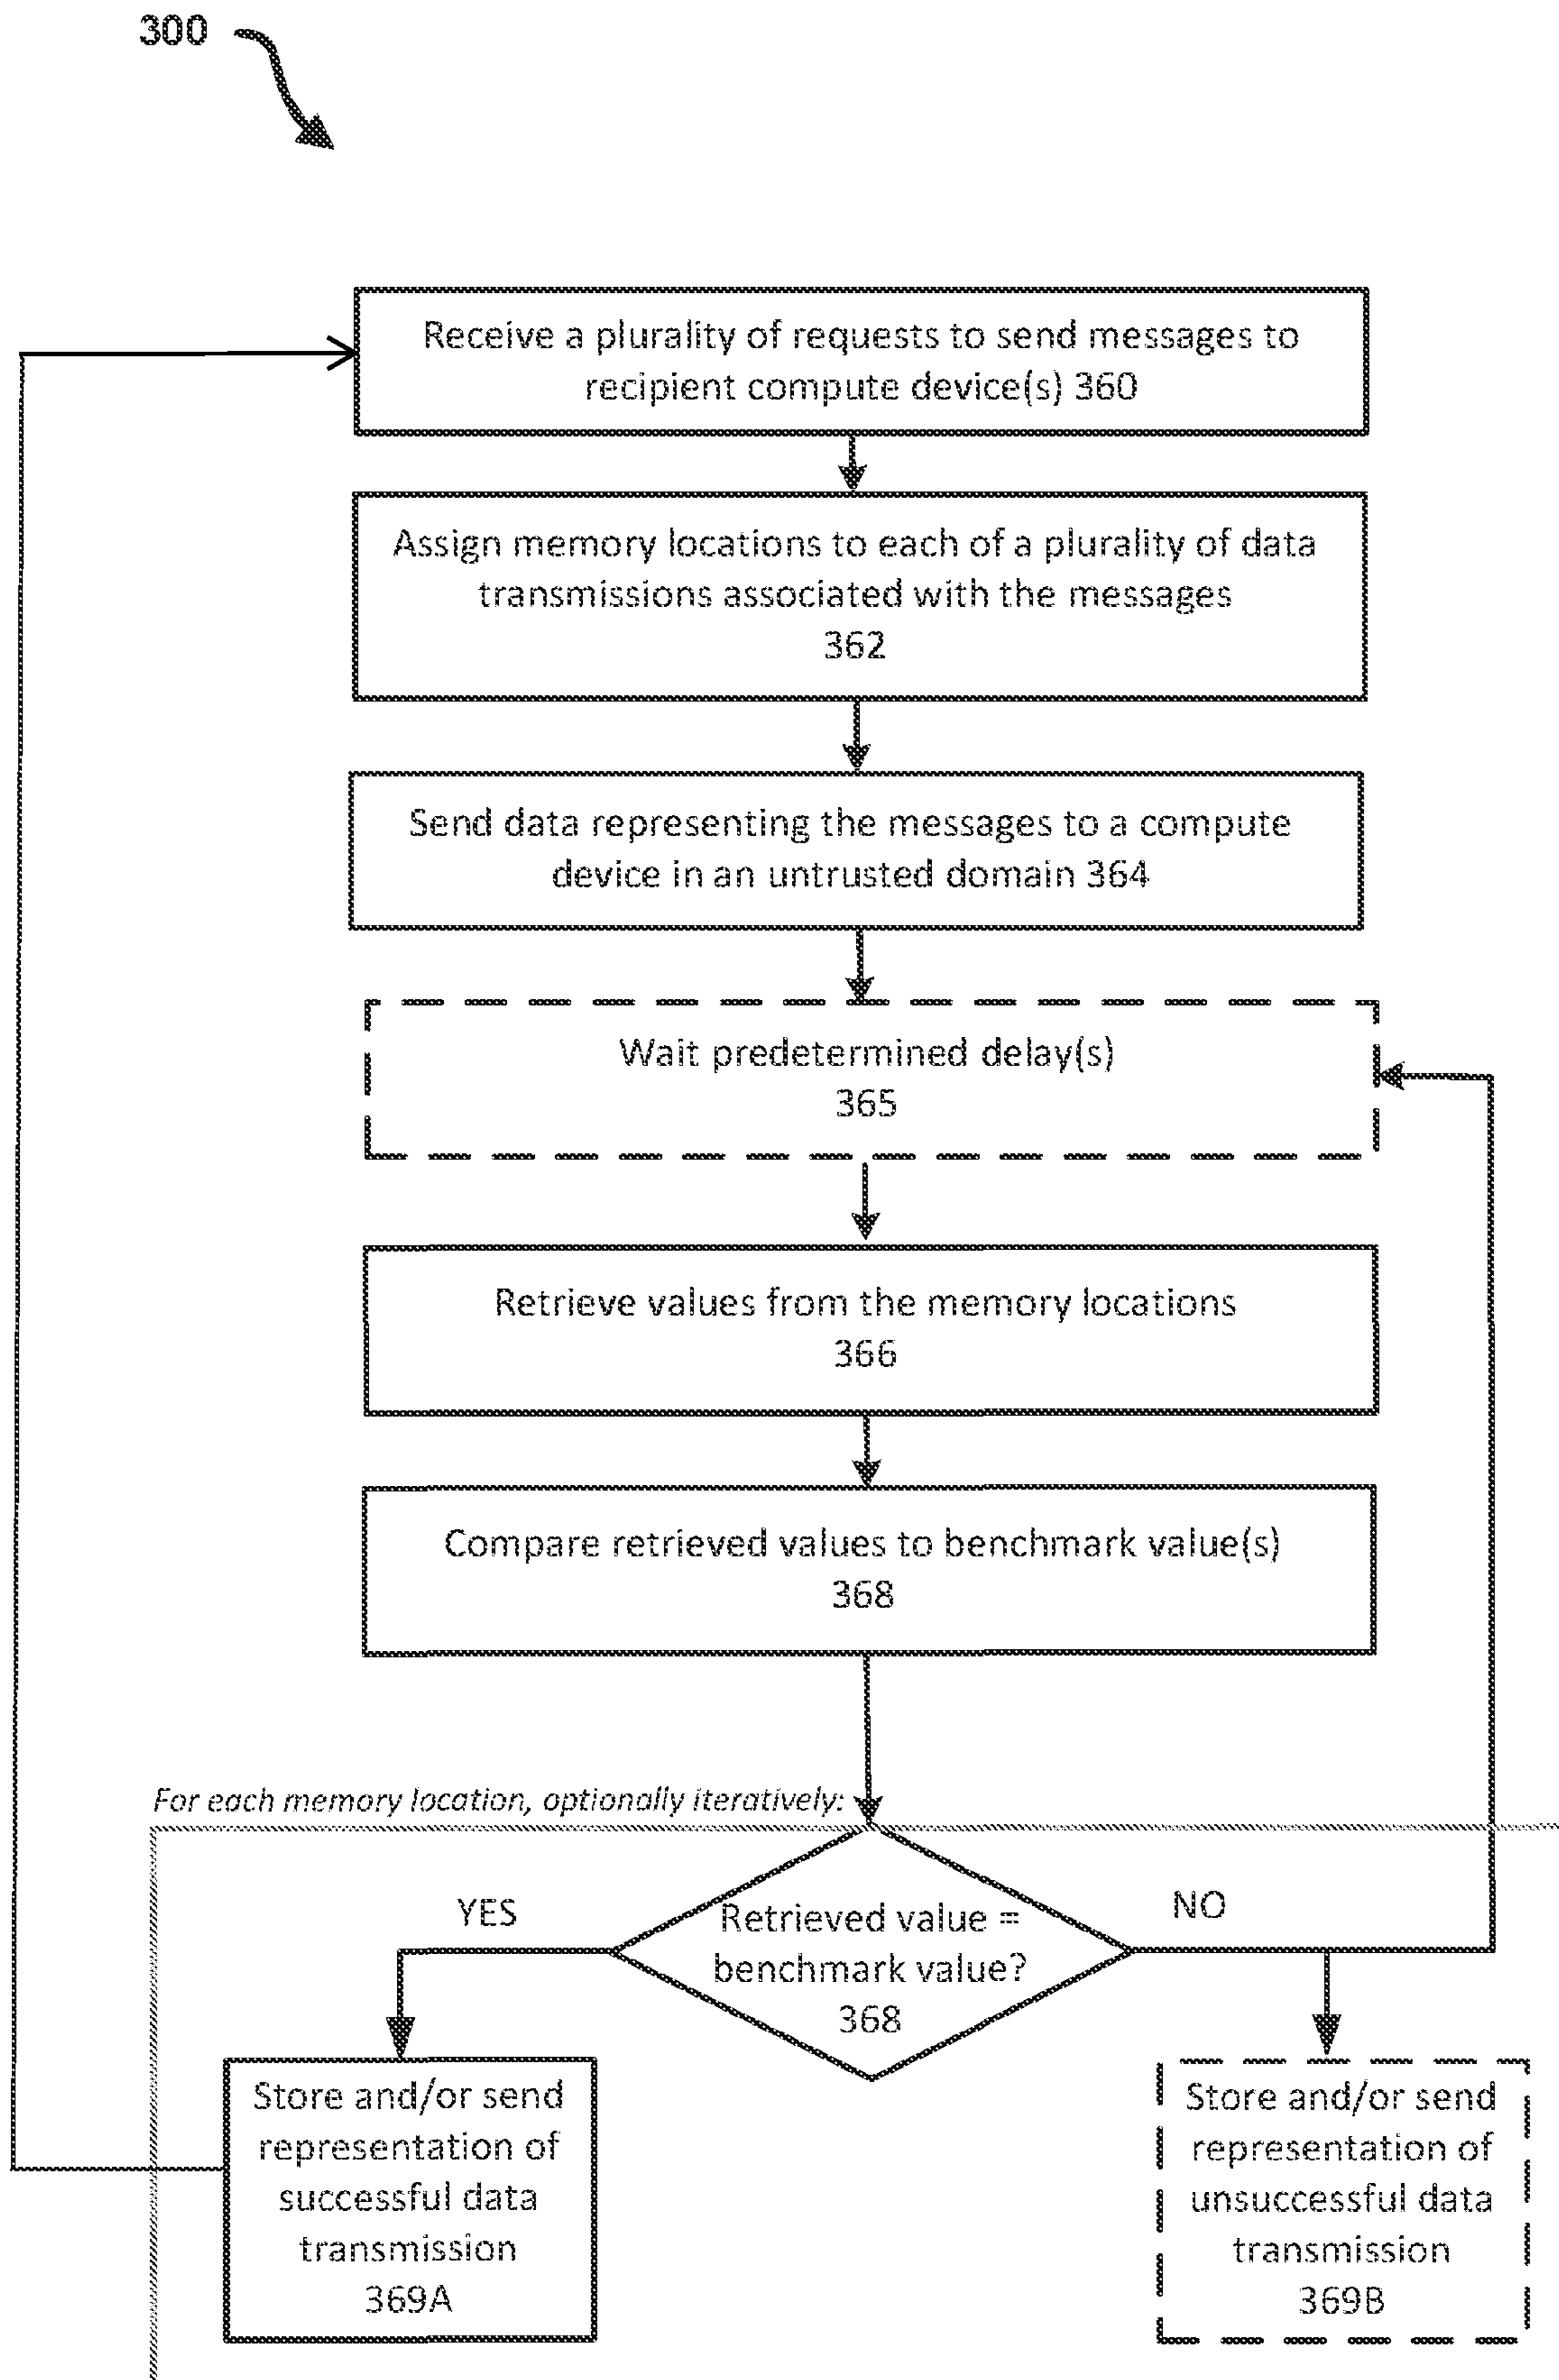 300
Receive a plurality of requests to send messages to
recipient compute device(s) 360
Assign memory locations to each of a plurality of data
transmissions associated with the messages
362
Send data representing the messages to a compute
device in an untrusted domain 364
Wait predetermined delay(s)
365
Retrieve values from the memory locations
366
Compare retrieved values to benchmark value(s)
368
For each memory location, optionally iteratively:
YES
Retrieved value =
benchmark value?
368
NO
Store and/or send
representation of
successful data
transmission
369A
Store and/or send
representation of
unsuccessful data
transmission
369B